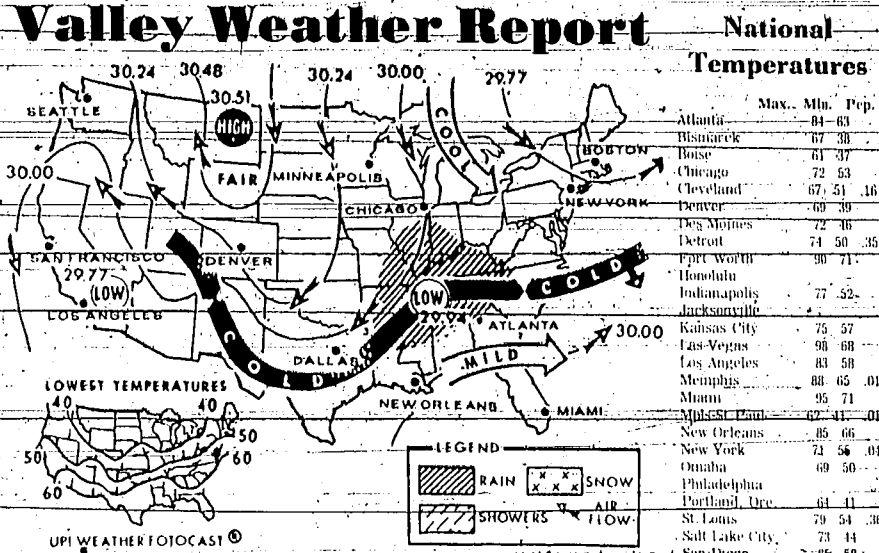 Valley Weather Report
30.24 30.48 30.24 30.00 29.77
30.51
SEATTLE
HIGH
COOL
BOSTON
30.00
FAIR
MINNEAPOLIS
NEW YORK
CHICAGO
SAN FRANCISCO
DENVER
COLD
29.77
LOW
LOW
LOS ANGELES
29.94
ATLANTA
30.00
COLD
DALLAS
MILD
LOWEST TEMPERATURES
40 40
NEW ORLEANS
MIAMI
50
50
60
60
LEGEND
RAIN
SNOW
SHOWERS
AIR FLOW
UPI WEATHER FOTOCAST ®
National
Temperatures
Max. Min. Pcp.
Atlanta 84 63
Bismarck 67 38
Boise 61 37
Chicago 72 53
Cleveland 67 51 .16
Denver 69 39
Des Moines 72 46
Detroit 74 50 .35
Fort Worth 90 71
Honolulu
Indianapolis 77 52
Jacksonville
Kansas City 75 57
Las Vegas 98 68
Los Angeles 83 58
Memphis 88 65 .01
Miami 95 71
Mpls-St. Paul 62 41 .01
New Orleans 85 66
New York 71 56 .04
Omaha 69 50
Philadelphia
Portland, Ore. 64 41
St. Louis 79 54
Salt Lake City 73 44
San Diego